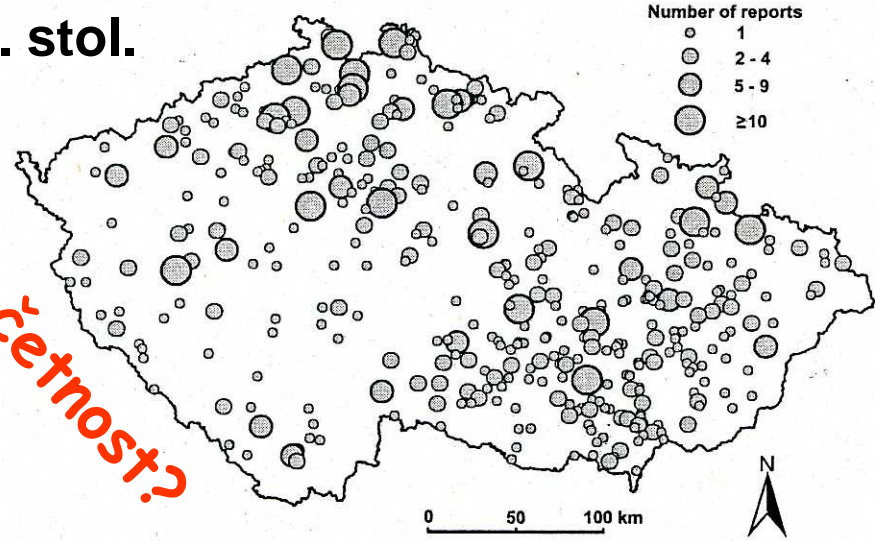 . stol.
Number of reports
1
2 - 4
5 - 9
≥10
četnost?
N
0 50 100 km